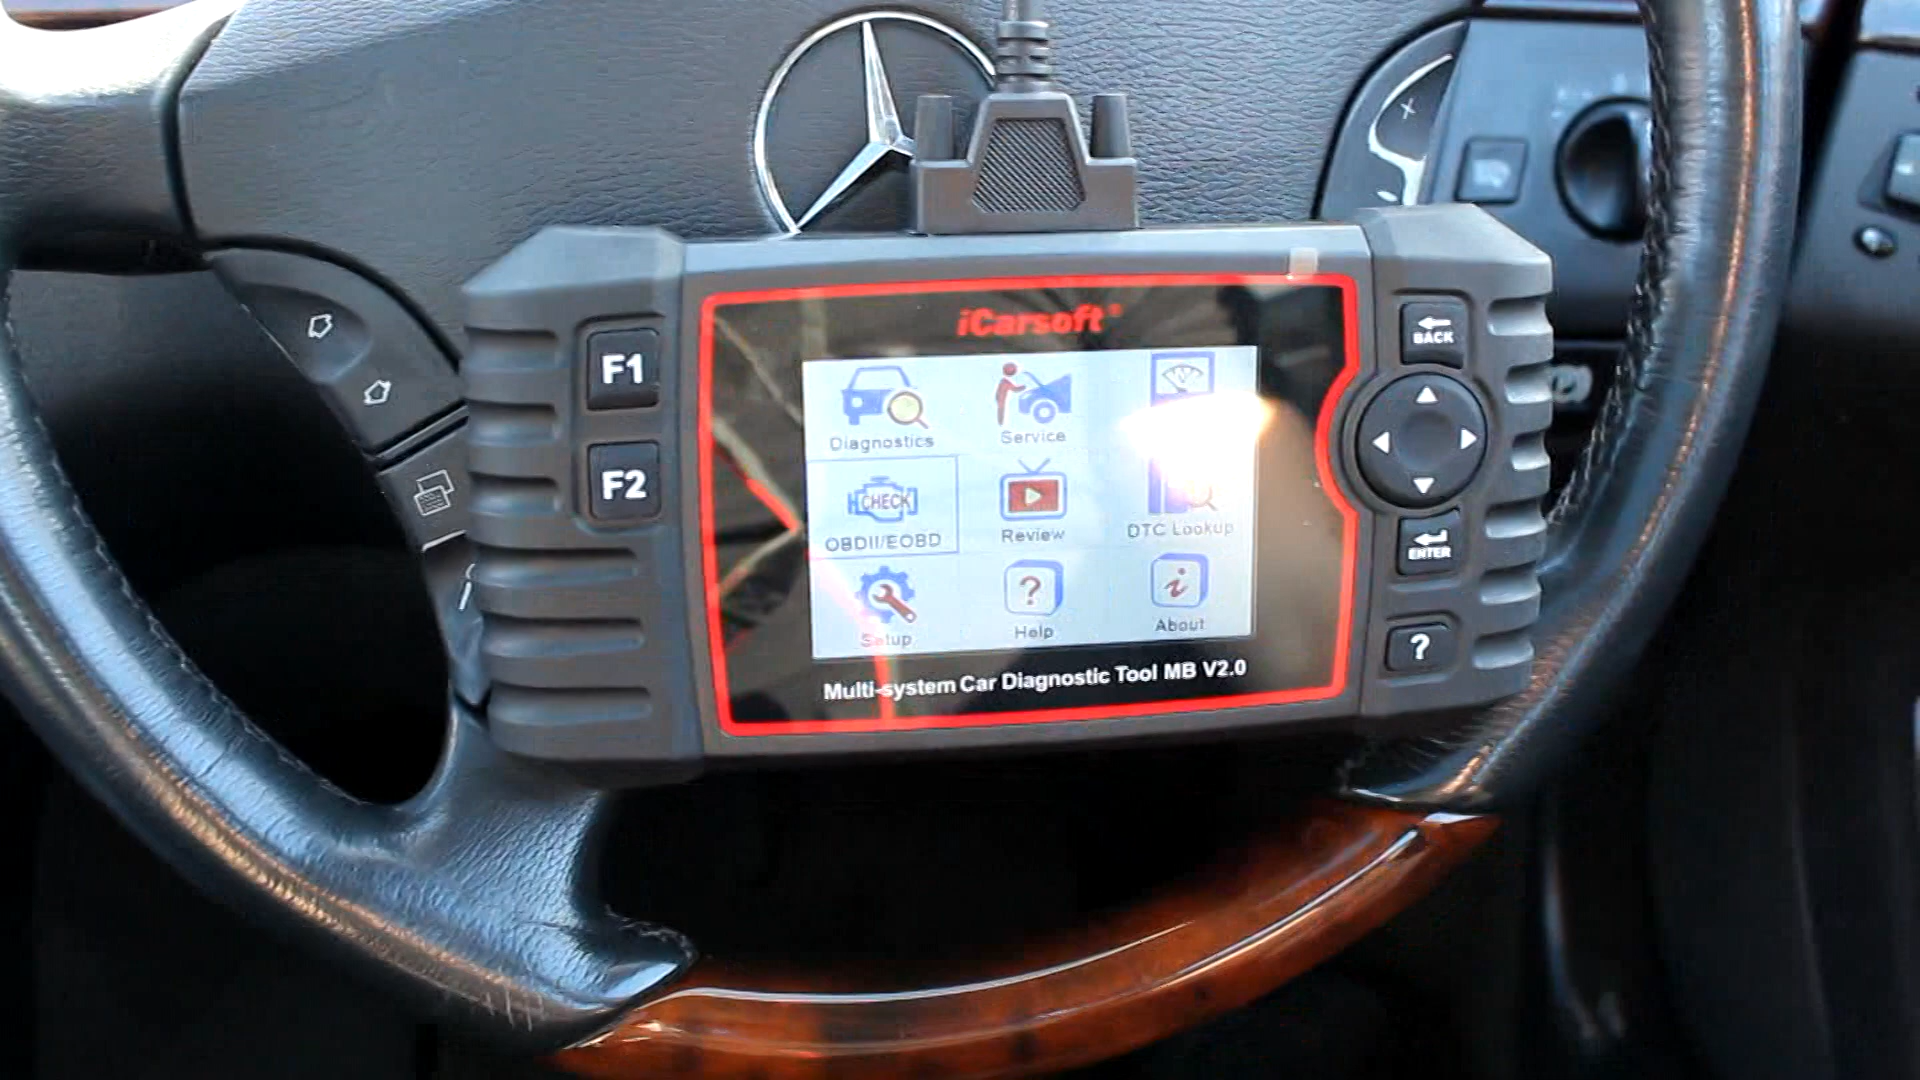 iCarsoft®
F1
F2
BACK
ENTER
?
Diagnostics
Service
CHECK
OBDII/EOBD
Review
DTC Lookup
Setup
?
Help
i
About
Multi-system Car Diagnostic Tool MB V2.0